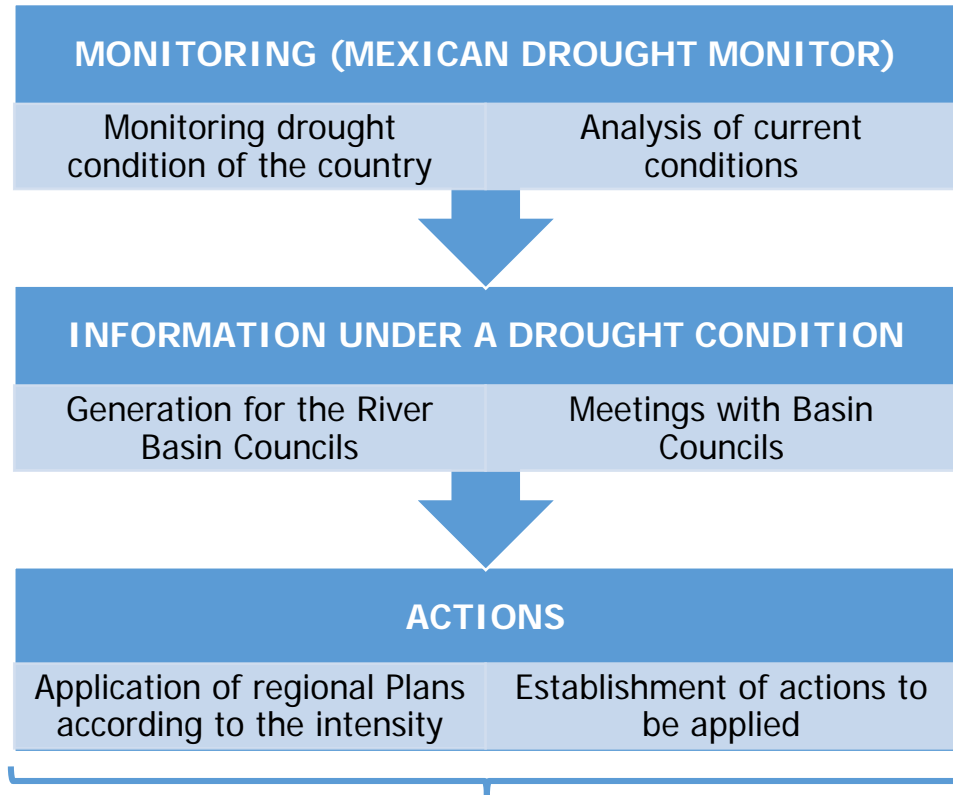 MONITORING (MEXICAN DROUGHT MONITOR)
Monitoring drought
condition of the country
Analysis of current
conditions
INFORMATION UNDER A DROUGHT CONDITION
Generation for the River
Basin Councils
Meetings with Basin
Councils
ACTIONS
Application of regional Plans
according to the intensity
Establishment of actions to
be applied